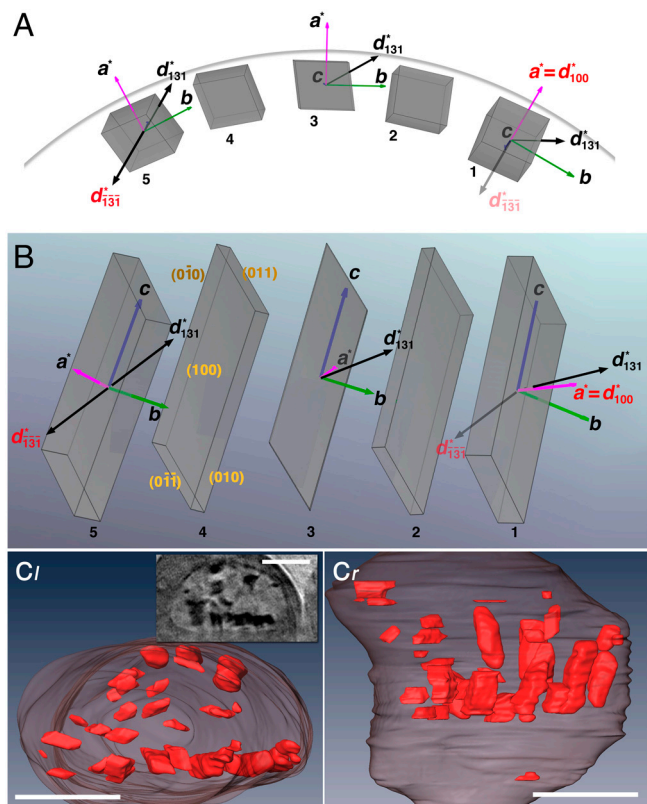 A
a*
d*131
b
d*1̄3̄1̄
5
4
a*
d*131
c
b
3
2
a*=d*100
c
d*131
b
d*1̄3̄1̄
1
B
c
d*131
a*
b
d*1̄3̄1̄
5
(01̄0)
(011)
(100)
(01̄1̄)
(010)
4
c
d*131
a*
b
3
2
c
d*131
a*=d*100
b
d*1̄3̄1̄
1
Cl
Cr